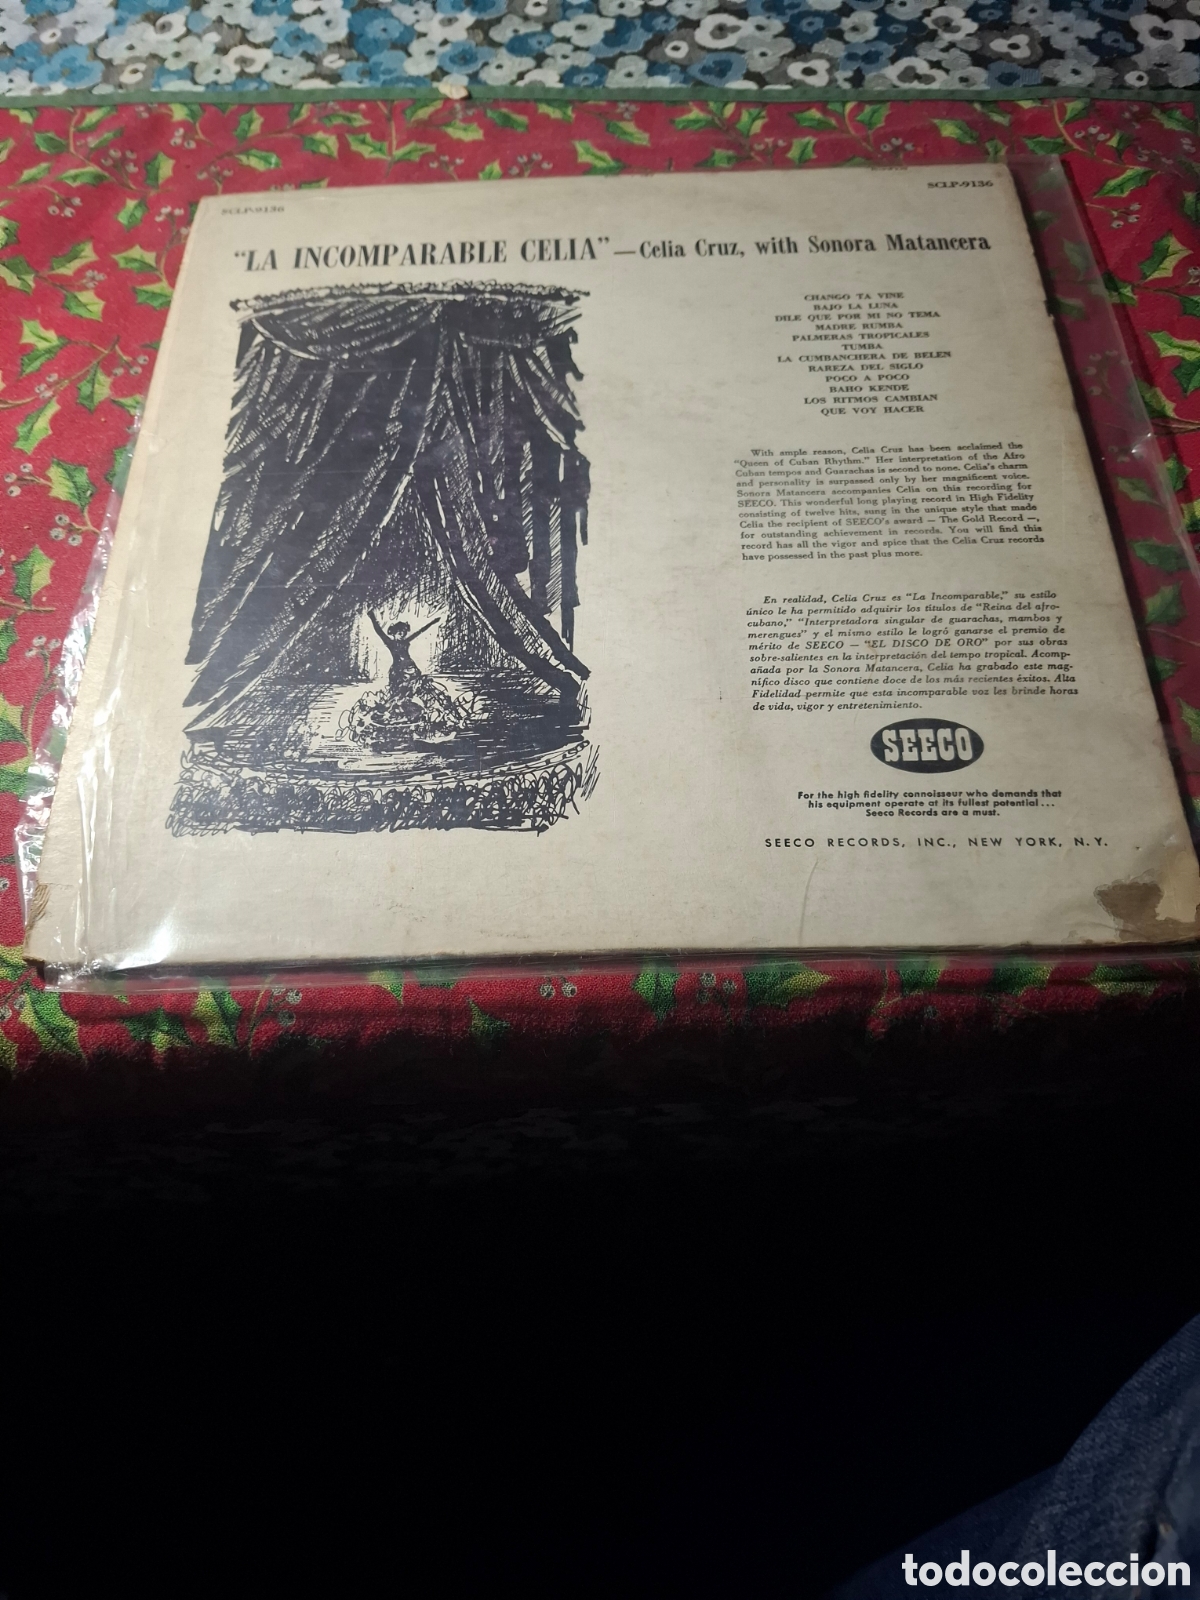 SCLP-9136
SCLP-9136
"LA INCOMPARABLE CELIA" — Celia Cruz, with Sonora Matancera
CHANGO TA VINE
BAJO LA LUNA
DILE QUE POR MI NO TEMA
MADRE RUMBA
PALMERAS TROPICALES
TUMBA
LA CUMBANCHERA DE BELEN
RAREZA DEL SIGLO
POCO A POCO
BAHO KENDE
LOS RITMOS CAMBIAN
QUE VOY HACER
With ample reason, Celia Cruz has been acclaimed the
"Queen of Cuban Rhythm." Her interpretation of the Afro
Cuban tempos and Guarachas is second to none. Celia's charm
and personality is surpassed only by her magnificent voice.
Sonora Matancera accompanies Celia on this recording for
SEECO. This wonderful long playing record in High Fidelity
consisting of twelve hits, sung in the unique style that made
Celia the recipient of SEECO's award — The Gold Record —,
for outstanding achievement in records. You will find this
record has all the vigor and spice that the Celia Cruz records
have possessed in the past plus more.
En realidad, Celia Cruz es "La Incomparable," su estilo
único le ha permitido adquirir los títulos de "Reina del afro-
cubano," "Interpretadora singular de guarachas, mambos y
merengues" y el mismo estilo le logró ganarse el premio de
mérito de SEECO — "EL DISCO DE ORO" por sus obras
sobre-salientes en la interpretación del tempo tropical. Acomp-
añada por la Sonora Matancera, Celia ha grabado este mag-
nífico disco que contiene doce de los más recientes éxitos. Alta
Fidelidad permite que esta incomparable voz les brinde horas
de vida, vigor y entretenimiento.
SEECO
For the high fidelity connoisseur who demands that
his equipment operate at its fullest potential...
Seeco Records are a must.
SEECO RECORDS, INC., NEW YORK, N. Y.
todocoleccion